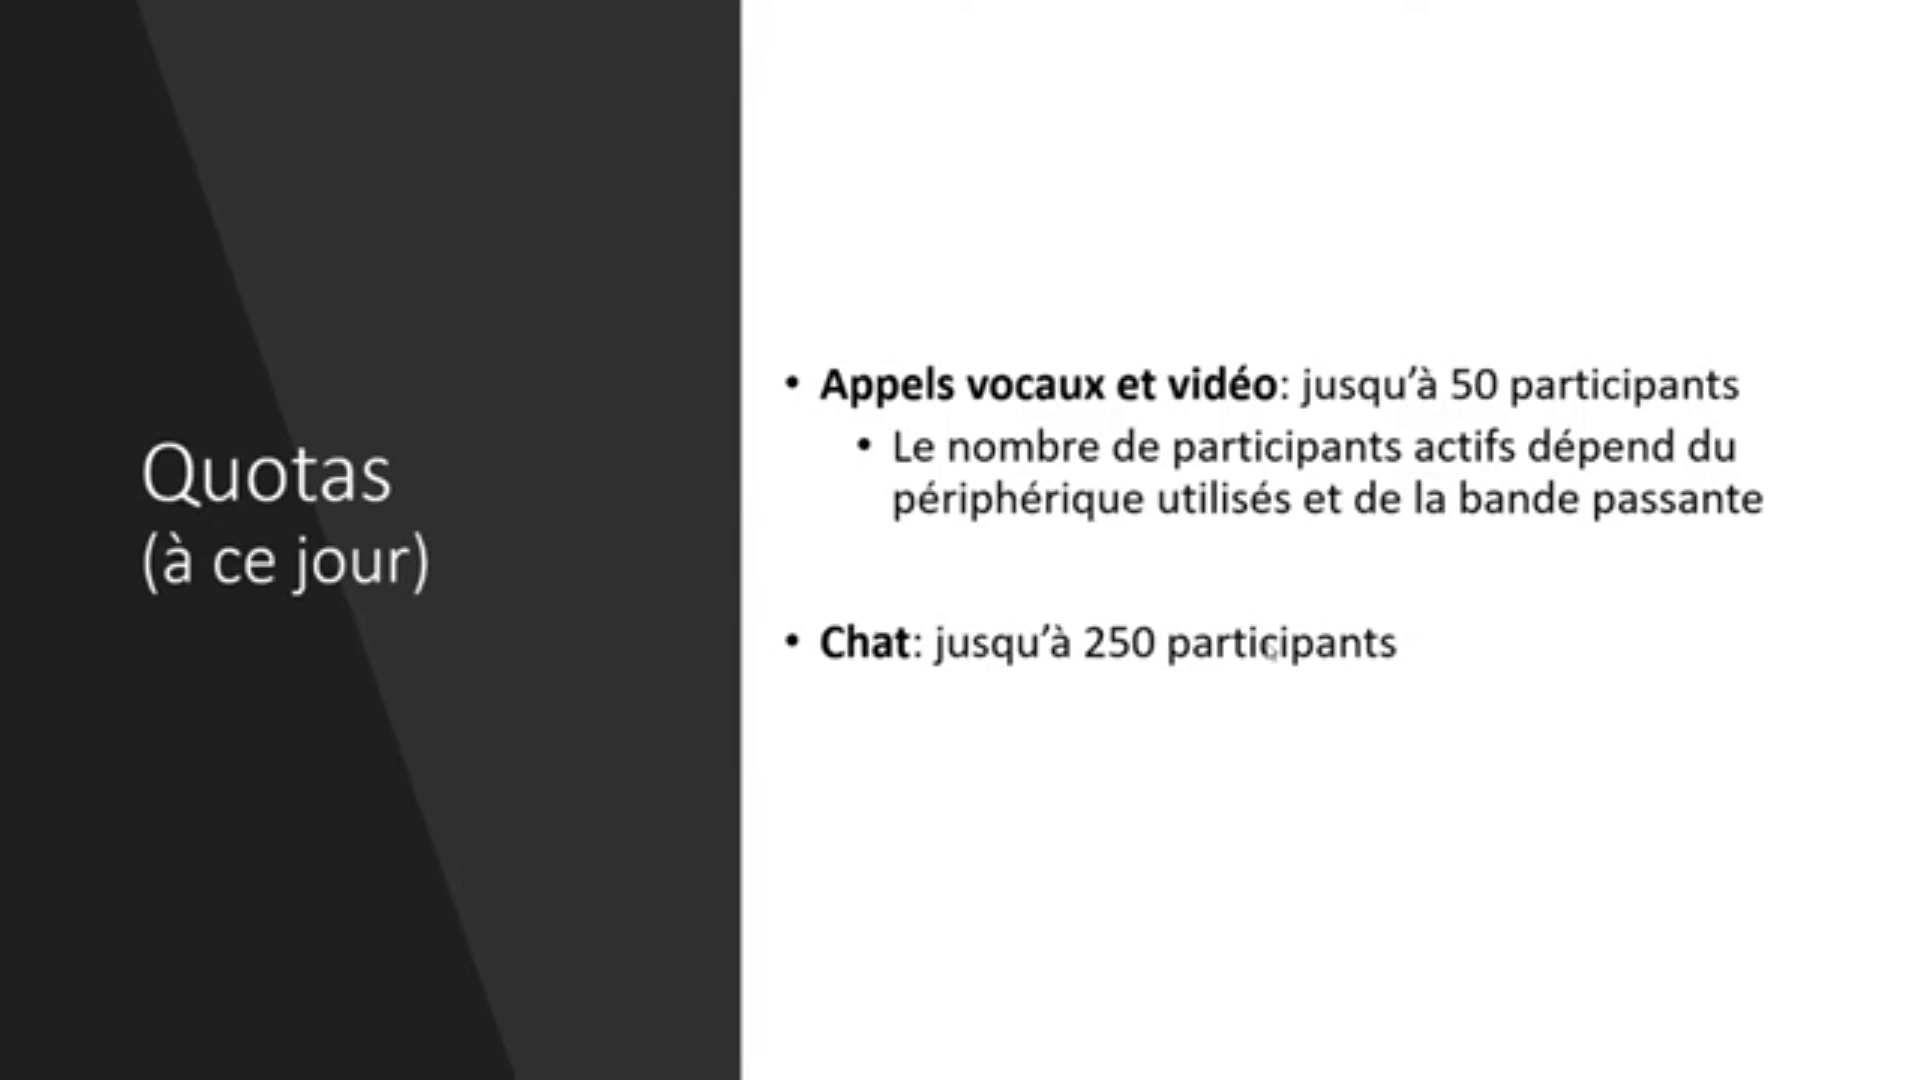 Quotas
(à ce jour)
• Appels vocaux et vidéo: jusqu’à 50 participants
• Le nombre de participants actifs dépend du
périphérique utilisés et de la bande passante
• Chat: jusqu’à 250 participants